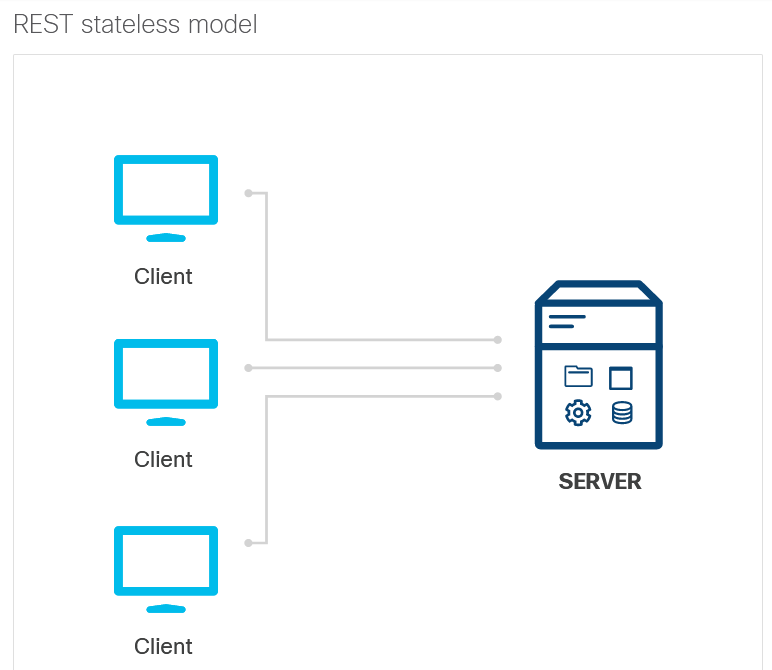 REST stateless model
Client
Client
SERVER
Client